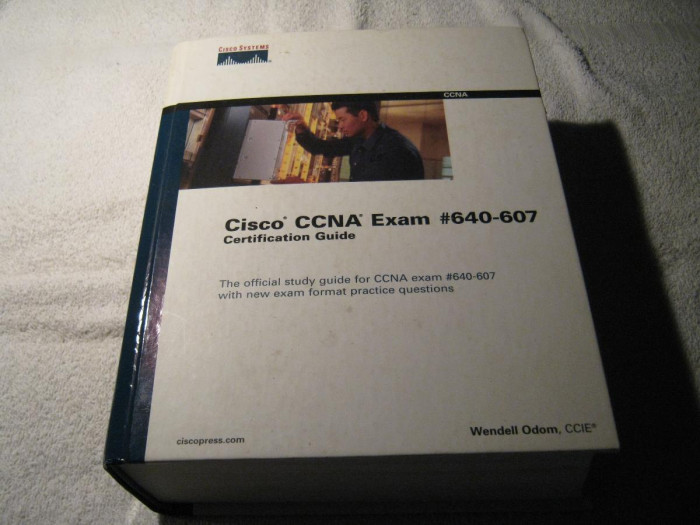 CISCO SYSTEMS
CCNA
Cisco® CCNA® Exam #640-607
Certification Guide
The official study guide for CCNA exam #640-607
with new exam format practice questions
ciscopress.com
Wendell Odom, CCIE®